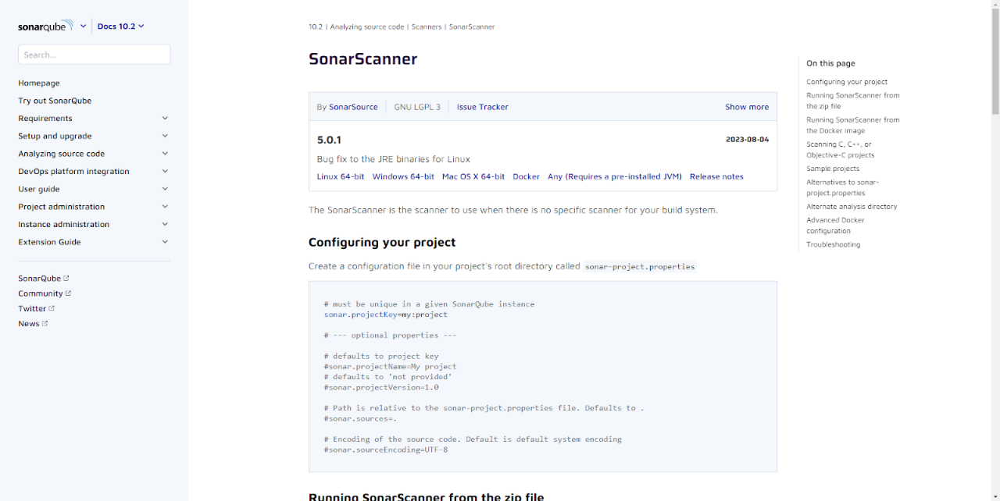 sonarqube
Docs 10.2
Search...
Homepage
Try out SonarQube
Requirements
Setup and upgrade
Analyzing source code
DevOps platform integration
User guide
Project administration
Instance administration
Extension Guide
SonarQube
Community
Twitter
News
10.2 | Analyzing source code | Scanners | SonarScanner
SonarScanner
By SonarSource GNU LGPL 3 Issue Tracker Show more
5.0.1 2023-08-04
Bug fix to the JRE binaries for Linux
Linux 64-bit Windows 64-bit Mac OS X 64-bit Docker Any (Requires a pre-installed JVM) Release notes
The SonarScanner is the scanner to use when there is no specific scanner for your build system.
Configuring your project
Create a configuration file in your project's root directory called sonar-project.properties
# must be unique in a given SonarQube instance
sonar.projectKey=my:project
# --- optional properties ---
# defaults to project key
#sonar.projectName=My project
# defaults to 'not provided'
#sonar.projectVersion=1.0
# Path is relative to the sonar-project.properties file. Defaults to .
#sonar.sources=.
# Encoding of the source code. Default is default system encoding
#sonar.sourceEncoding=UTF-8
Running SonarScanner from the zip file
On this page
Configuring your project
Running SonarScanner from
the zip file
Running SonarScanner from
the Docker image
Scanning C, C++, or
Objective-C projects
Sample projects
Alternatives to sonar-
project.properties
Alternate analysis directory
Advanced Docker
configuration
Troubleshooting